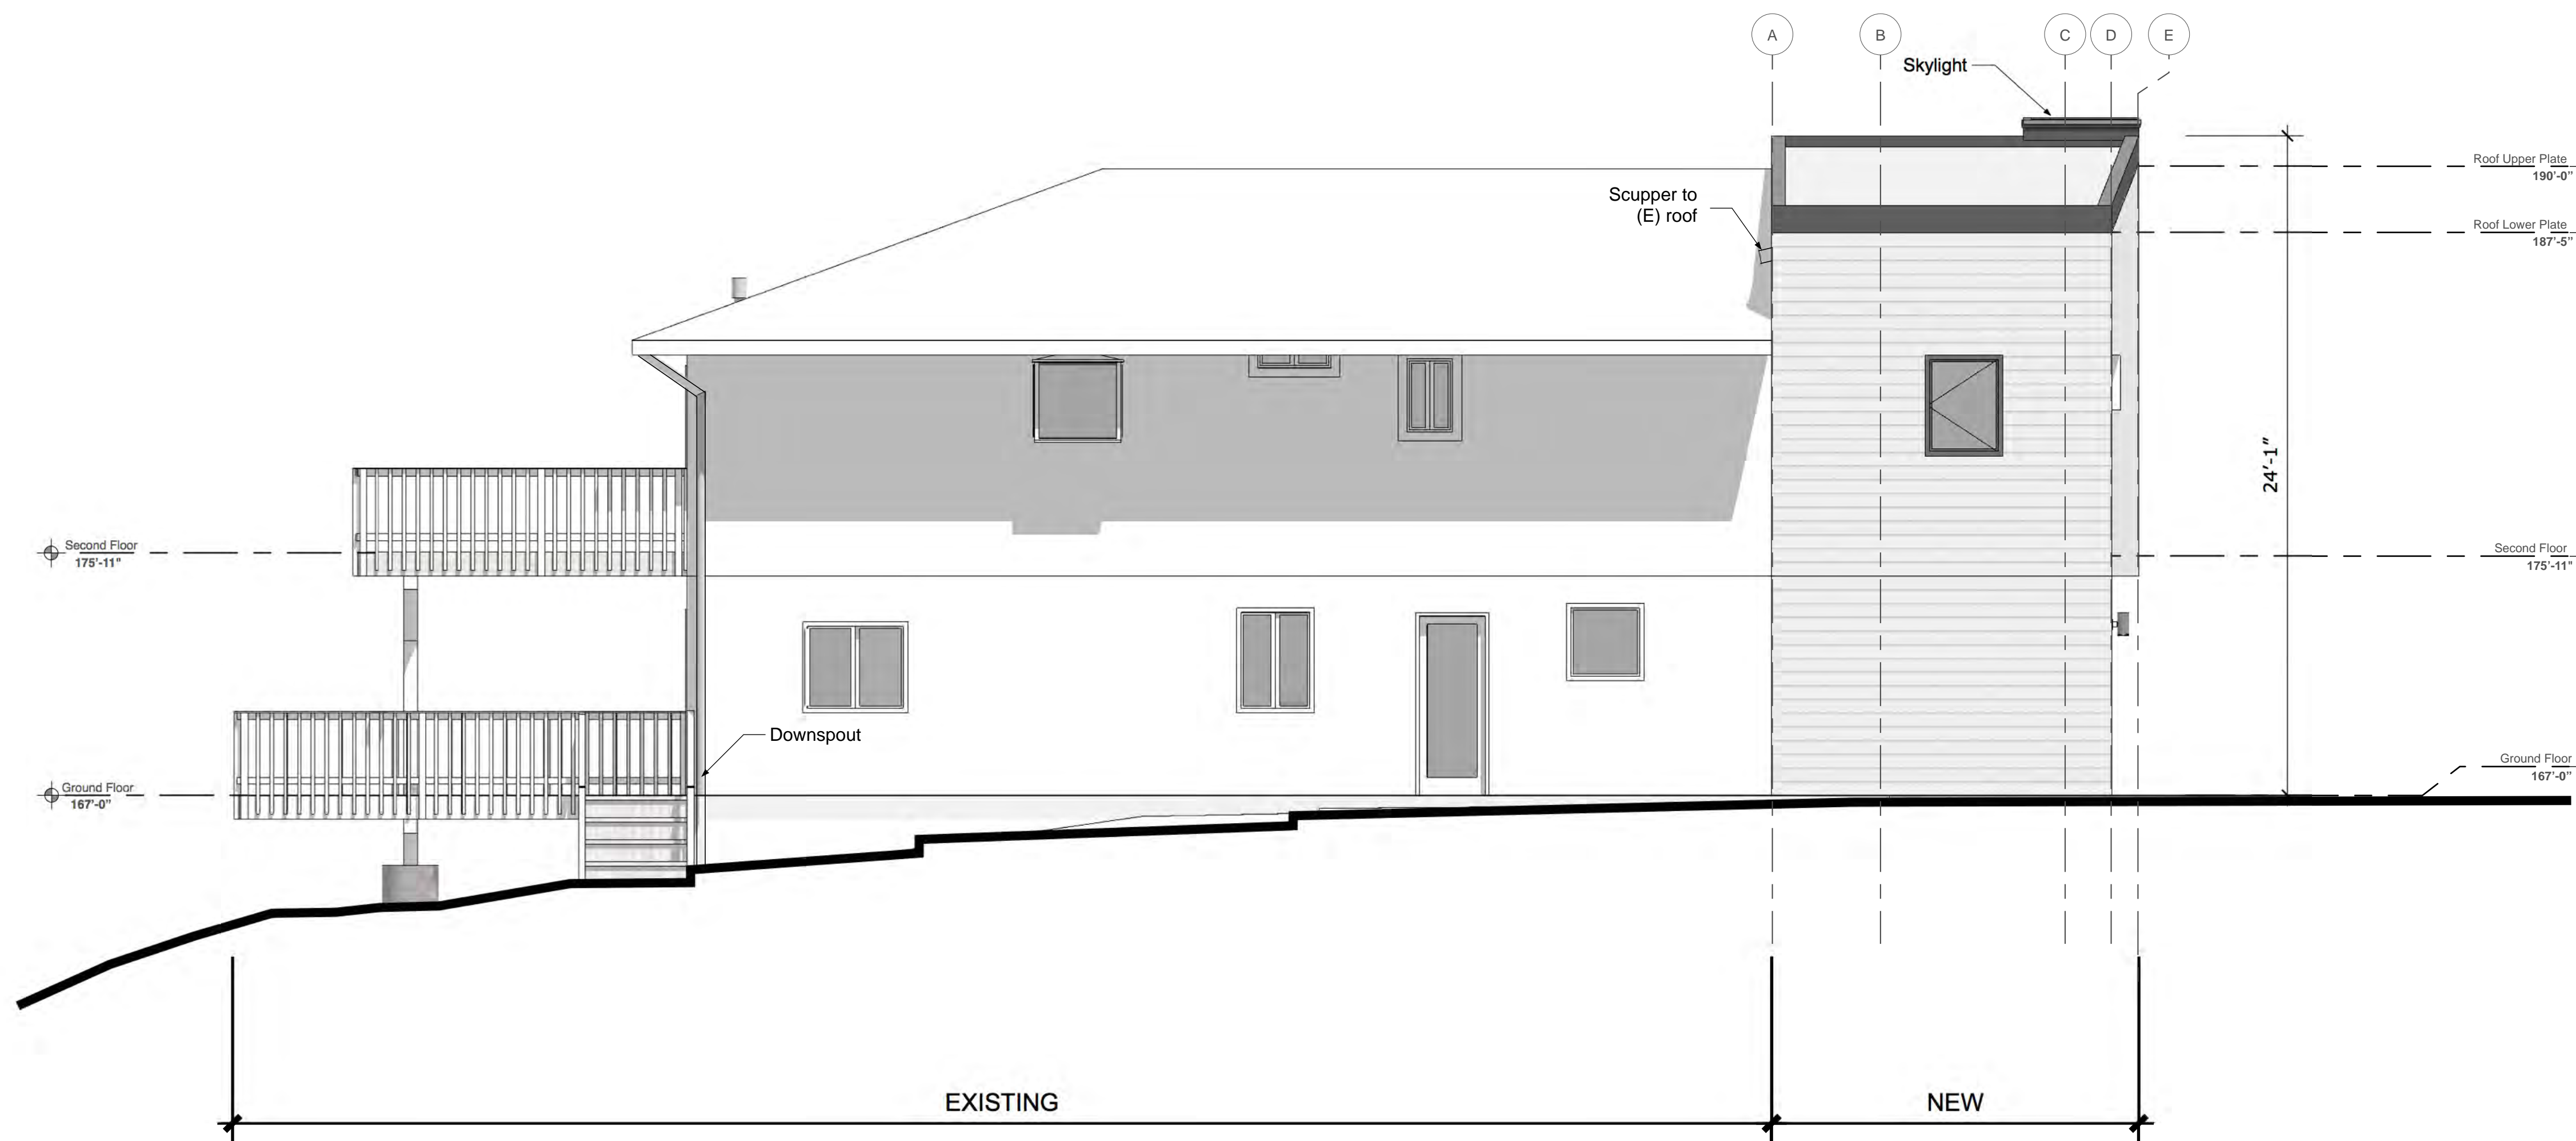 A
B
C
D
E
Skylight
Roof Upper Plate
190'-0"
Scupper to
(E) roof
Roof Lower Plate
187'-5"
24'-1"
Second Floor
175'-11"
Second Floor
175'-11"
Downspout
Ground Floor
167'-0"
Ground Floor
167'-0"
EXISTING
NEW